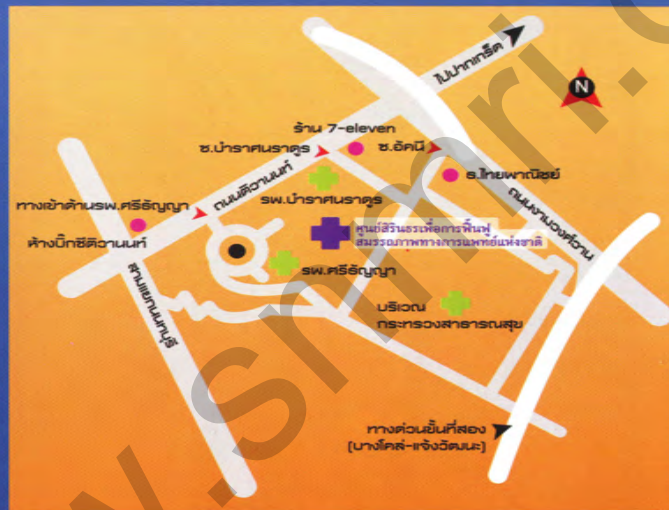 ไปปากเกร็ด
N
ร้าน 7-eleven
ซ.บำราศนราดูร
ซ.อัคนี
ถนนติวานนท์
รพ.บำราศนราดูร
ธ.ไทยพาณิชย์
ทางเข้าด้านรพ.ศรีธัญญา
ห้างบิ๊กซีติวานนท์
ศูนย์สิรินธรเพื่อการฟื้นฟู
สมรรถภาพทางการแพทย์แห่งชาติ
ถนนงามวงศ์วาน
รพ.ศรีธัญญา
สามแยกนนทบุรี
บริเวณ
กระทรวงสาธารณสุข
ทางด่วนขั้นที่สอง
(บางโคล่-แจ้งวัฒนะ)
www.snmri.